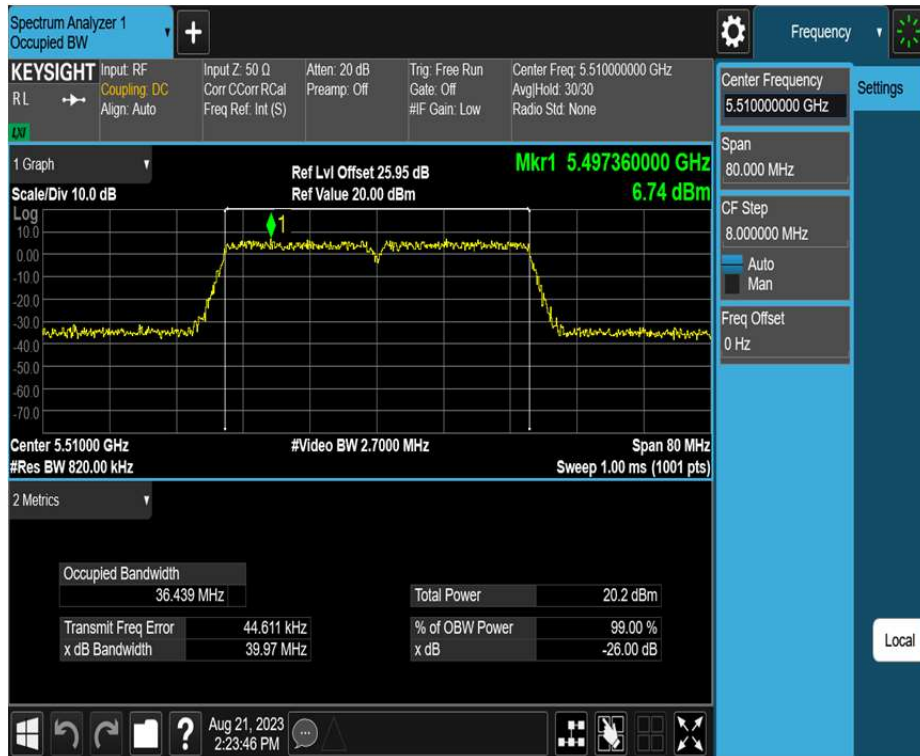 Spectrum Analyzer 1
Occupied BW
+
Frequency
KEYSIGHT
Input: RF
Input Z: 50 Ω
Atten: 20 dB
Trig: Free Run
Center Freq: 5.510000000 GHz
R L
Coupling: DC
Corr CCorr RCal
Preamp: Off
Gate: Off
Avg|Hold: 30/30
Align: Auto
Freq Ref: Int (S)
#IF Gain: Low
Radio Std: None
LXI
1 Graph
Ref Lvl Offset 25.95 dB
Mkr1 5.497360000 GHz
Scale/Div 10.0 dB
Ref Value 20.00 dBm
6.74 dBm
Log
10.0
0.00
-10.0
-20.0
-30.0
-40.0
-50.0
-60.0
-70.0
1
Center 5.51000 GHz
#Video BW 2.7000 MHz
Span 80 MHz
#Res BW 820.00 kHz
Sweep 1.00 ms (1001 pts)
2 Metrics
Occupied Bandwidth
36.439 MHz
Total Power
20.2 dBm
Transmit Freq Error
44.611 kHz
% of OBW Power
99.00 %
x dB Bandwidth
39.97 MHz
x dB
-26.00 dB
Center Frequency
5.510000000 GHz
Settings
Span
80.000 MHz
CF Step
8.000000 MHz
Auto
Man
Freq Offset
0 Hz
Local
?
Aug 21, 2023
2:23:46 PM